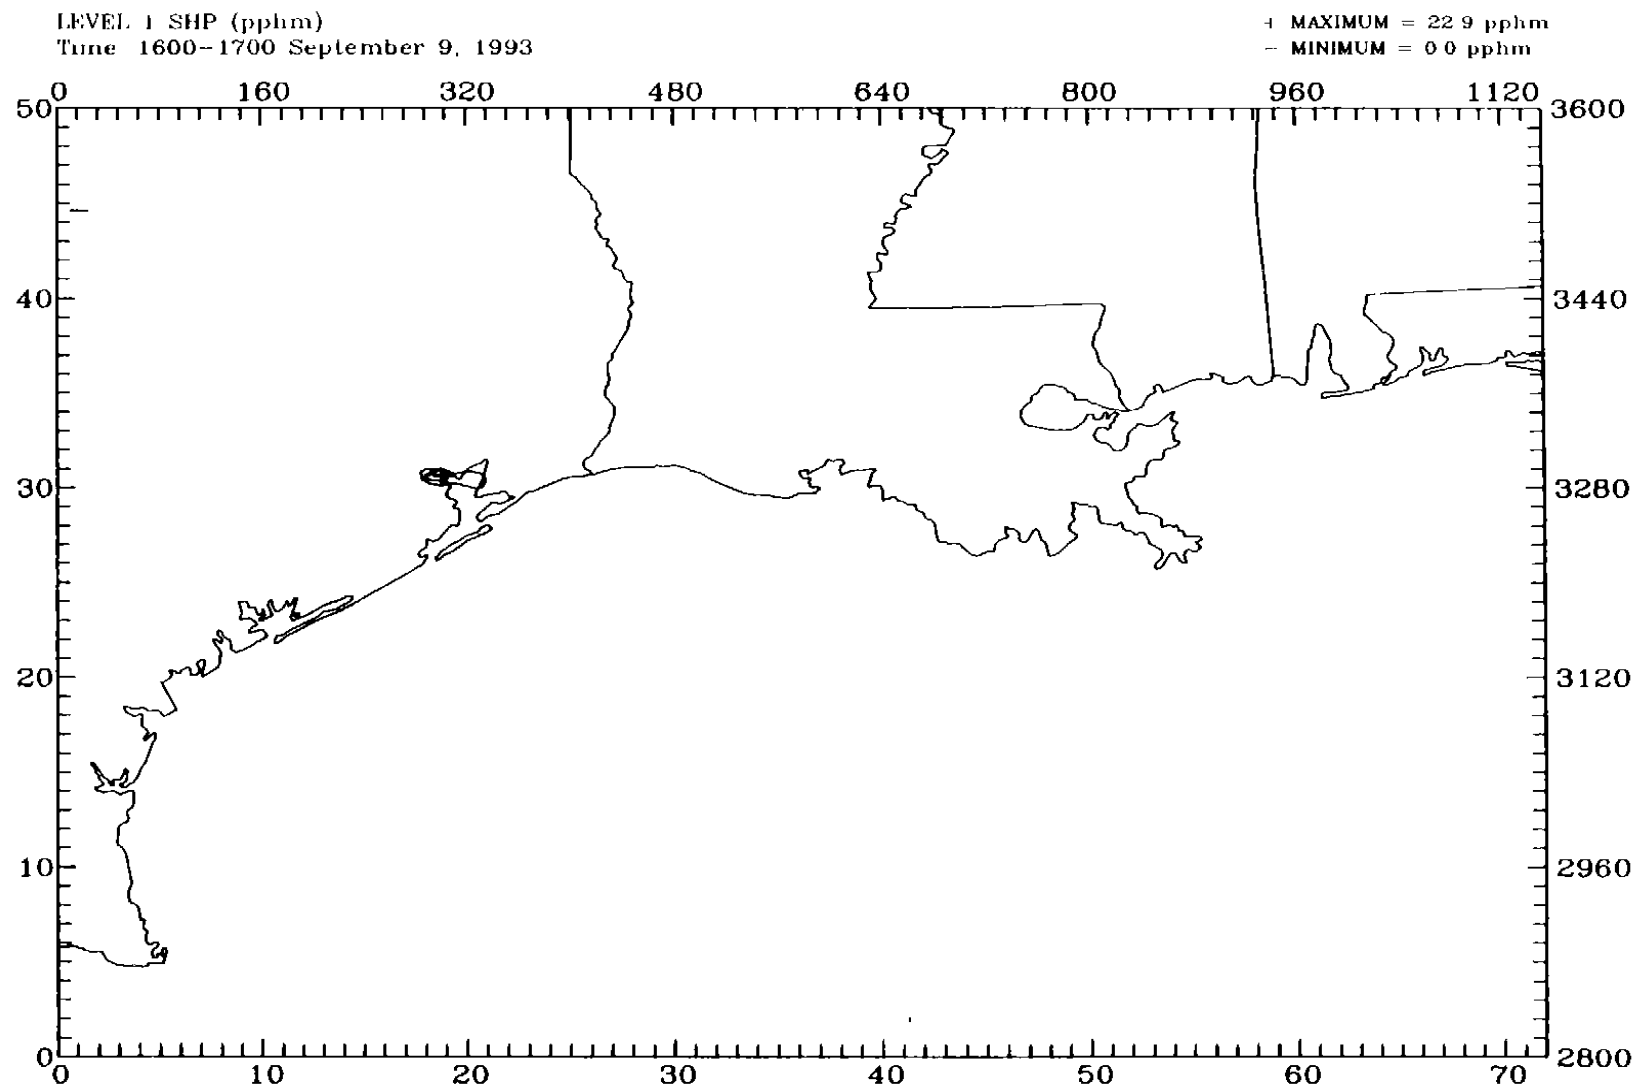 LEVEL 1 SHP (pphm)
Time 1600-1700 September 9, 1993
+ MAXIMUM = 22.9 pphm
- MINIMUM = 0.0 pphm
0 160 320 480 640 800 960 1120
50 3600
40 3440
30 3280
20 3120
10 2960
0 2800
0 10 20 30 40 50 60 70